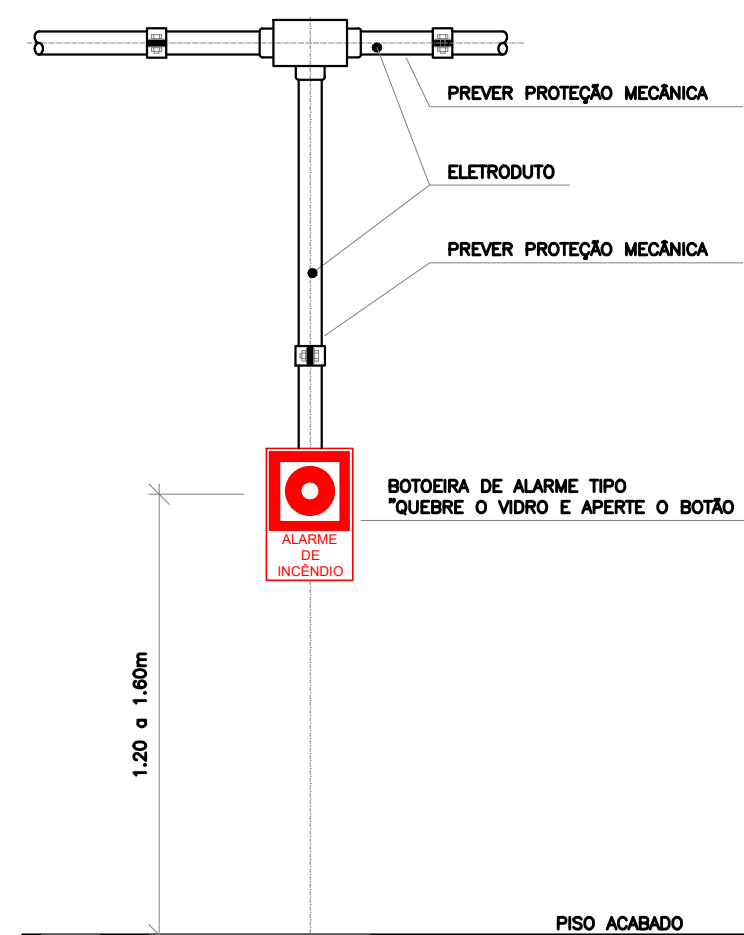 PREVER PROTEÇÃO MECÂNICA
ELETRODUTO
PREVER PROTEÇÃO MECÂNICA
BOTOEIRA DE ALARME TIPO
"QUEBRE O VIDRO E APERTE O BOTÃO
ALARME
DE
INCÊNDIO
1.20 a 1.60m
PISO ACABADO